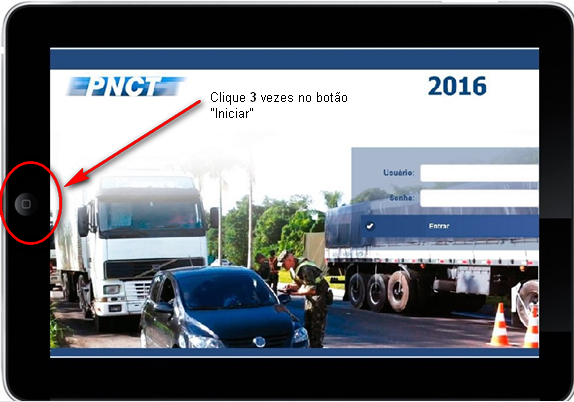 PNCT
2016
Clique 3 vezes no botão
"Iniciar"
Usuário:
Senha:
Entrar